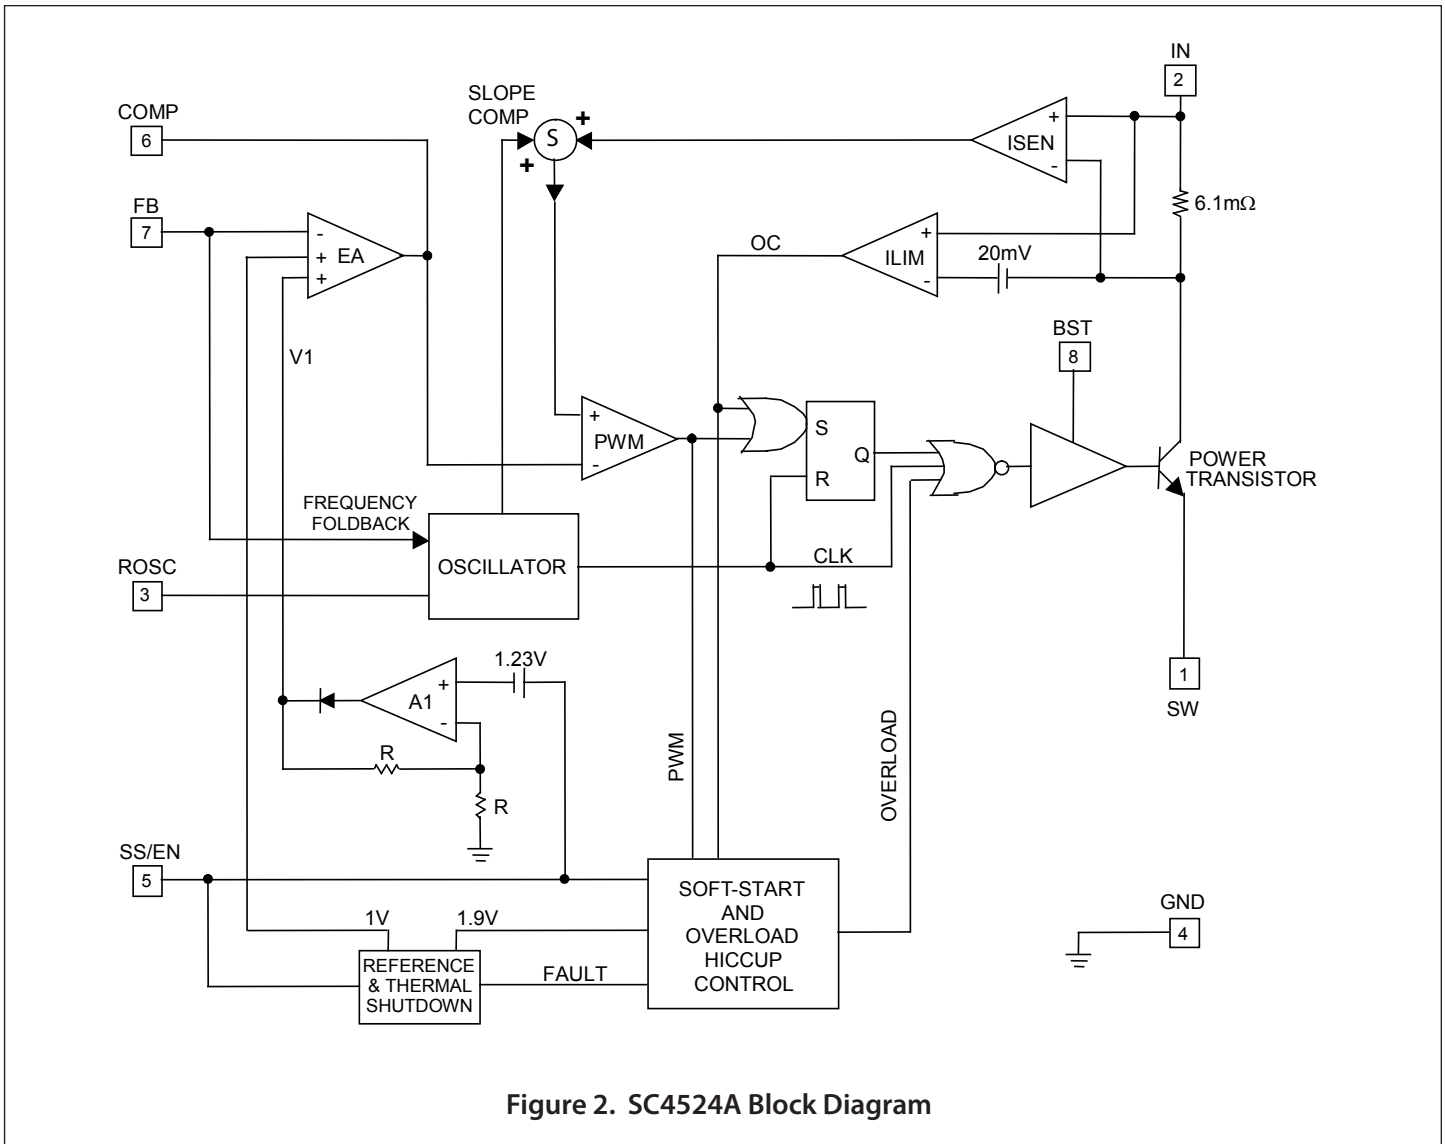 IN
2
SLOPE
COMP
COMP
6
+
S
+
+
ISEN
-
FB
7
6.1mΩ
-
+
EA
+
OC
+
ILIM
-
20mV
V1
BST
8
+
PWM
-
S
Q
R
POWER
TRANSISTOR
FREQUENCY
FOLDBACK
OSCILLATOR
CLK
ROSC
3
1.23V
+
A1
-
1
SW
R
R
PWM
OVERLOAD
SS/EN
5
1V
1.9V
REFERENCE
& THERMAL
SHUTDOWN
FAULT
SOFT-START
AND
OVERLOAD
HICCUP
CONTROL
GND
4
Figure 2. SC4524A Block Diagram